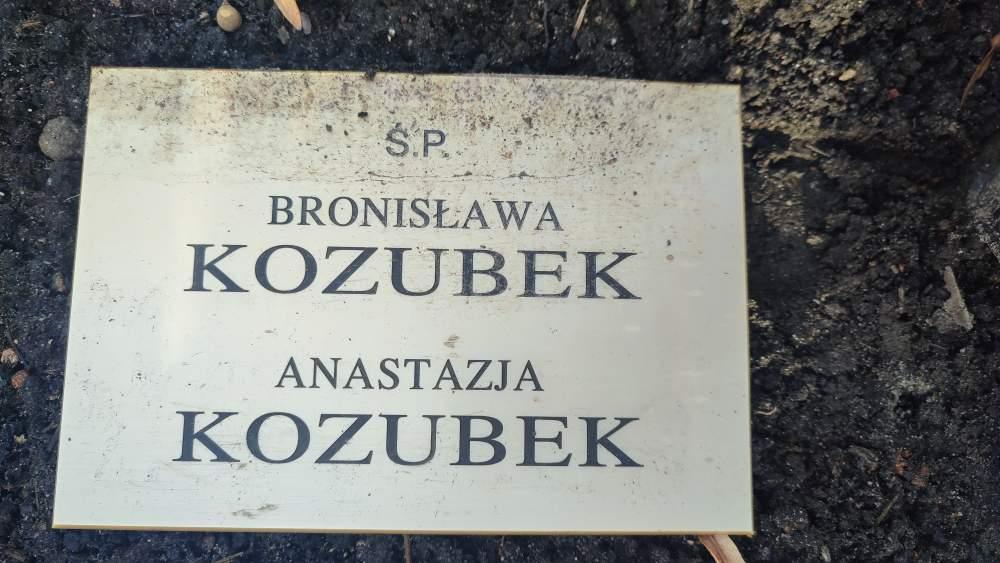 Ś.P.
BRONISŁAWA
KOZUBEK
ANASTAZJA
KOZUBEK